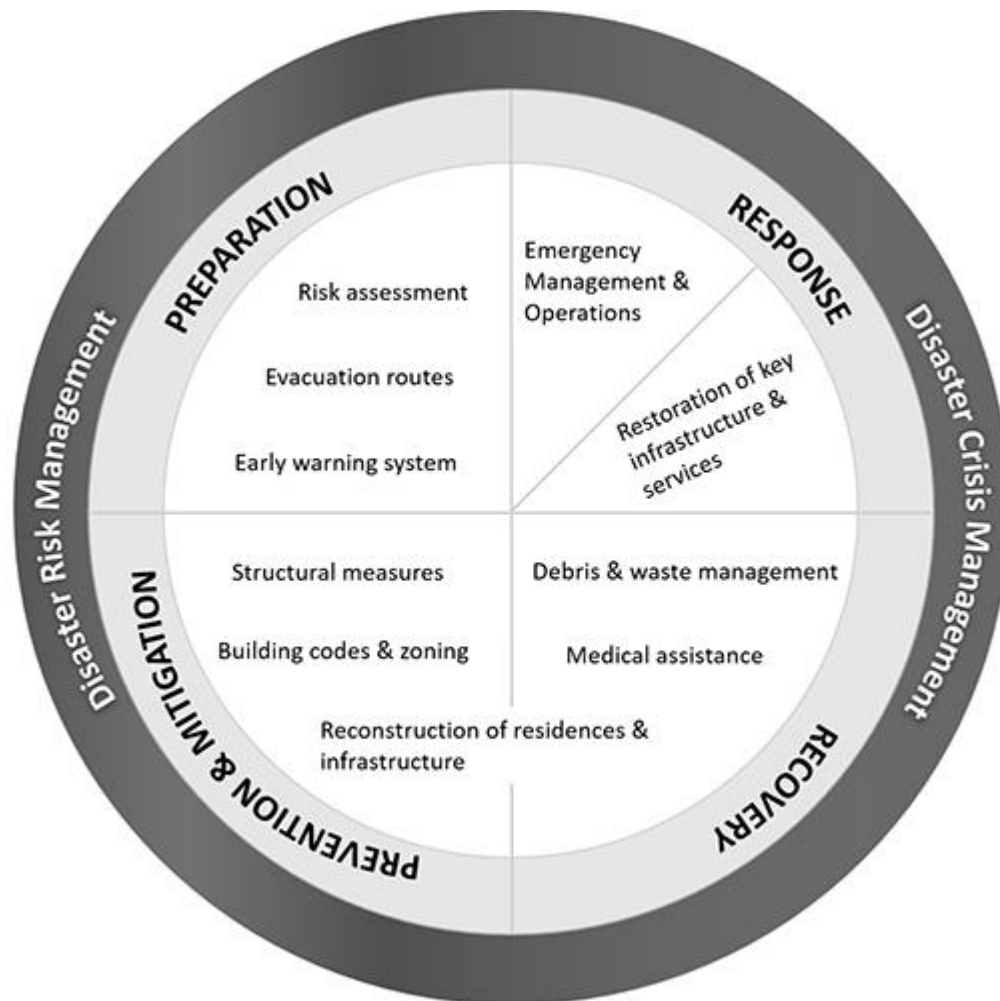 PREPARATION
RESPONSE
Disaster Risk Management
Disaster Crisis Management
Risk assessment
Evacuation routes
Early warning system
Emergency
Management &
Operations
Restoration of key
infrastructure &
services
Structural measures
Building codes & zoning
Debris & waste management
Medical assistance
Reconstruction of residences &
infrastructure
PREVENTION & MITIGATION
RECOVERY